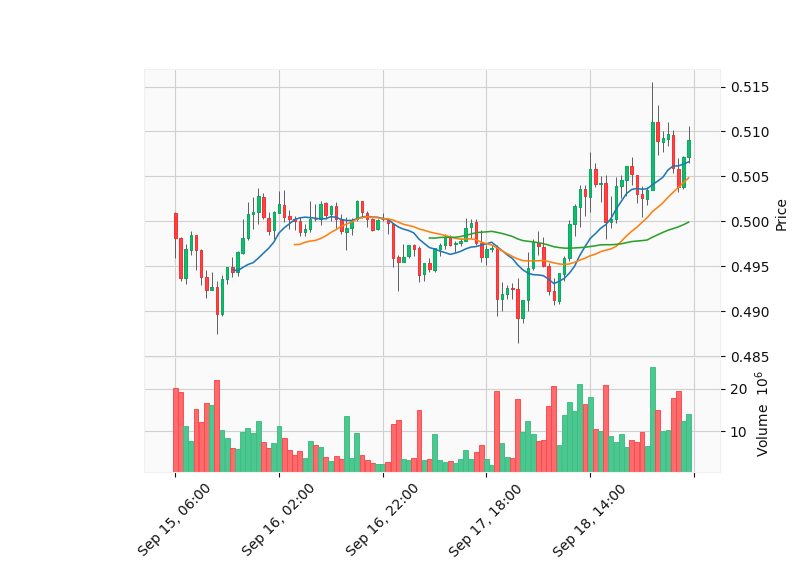 0.515
0.510
0.505
0.500
0.495
0.490
0.485
Price
20
10
Volume 10^6
Sep 15, 06:00
Sep 16, 02:00
Sep 16, 22:00
Sep 17, 18:00
Sep 18, 14:00